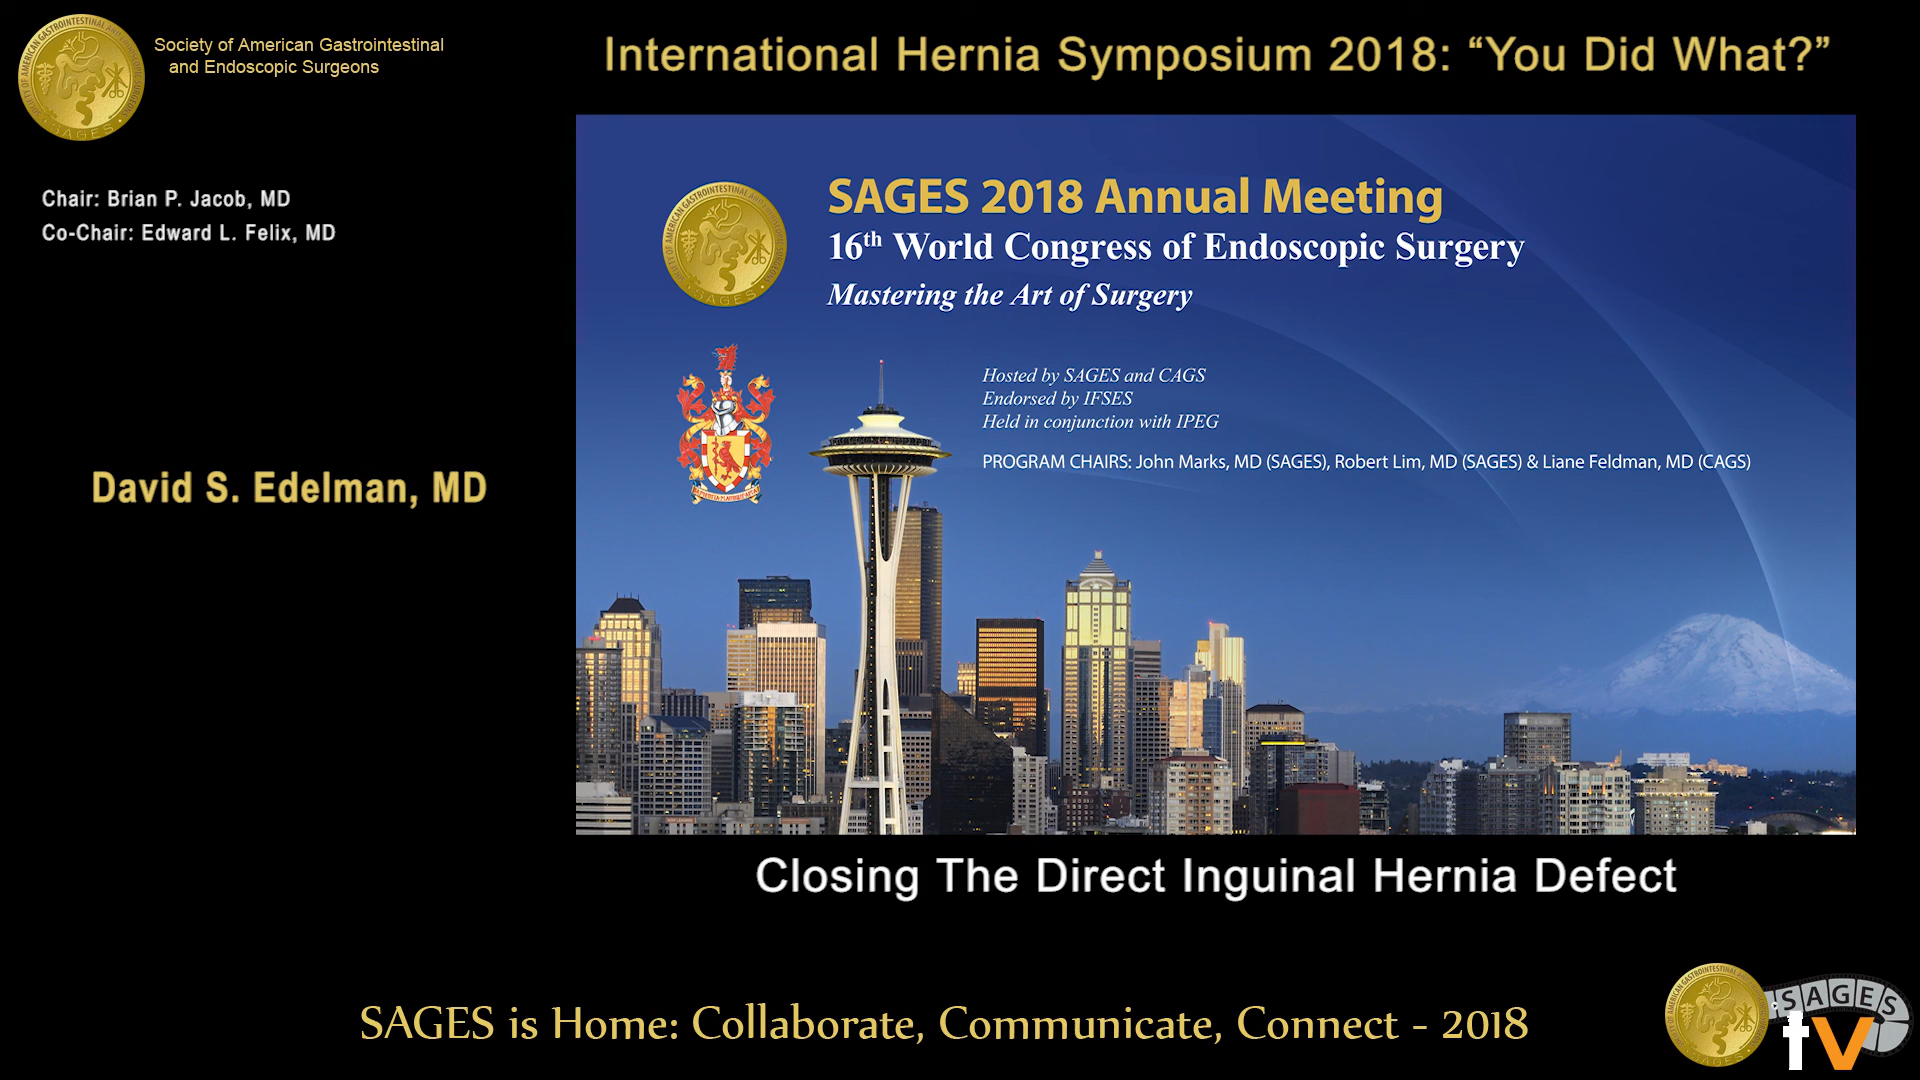 Society of American Gastrointestinal
and Endoscopic Surgeons
International Hernia Symposium 2018: “You Did What?”
Chair: Brian P. Jacob, MD
Co-Chair: Edward L. Felix, MD
David S. Edelman, MD
SAGES 2018 Annual Meeting
16th World Congress of Endoscopic Surgery
Mastering the Art of Surgery
Hosted by SAGES and CAGS
Endorsed by IFSES
Held in conjunction with IPEG
PROGRAM CHAIRS: John Marks, MD (SAGES), Robert Lim, MD (SAGES) & Liane Feldman, MD (CAGS)
Closing The Direct Inguinal Hernia Defect
SAGES is Home: Collaborate, Communicate, Connect - 2018
SAGES
tv